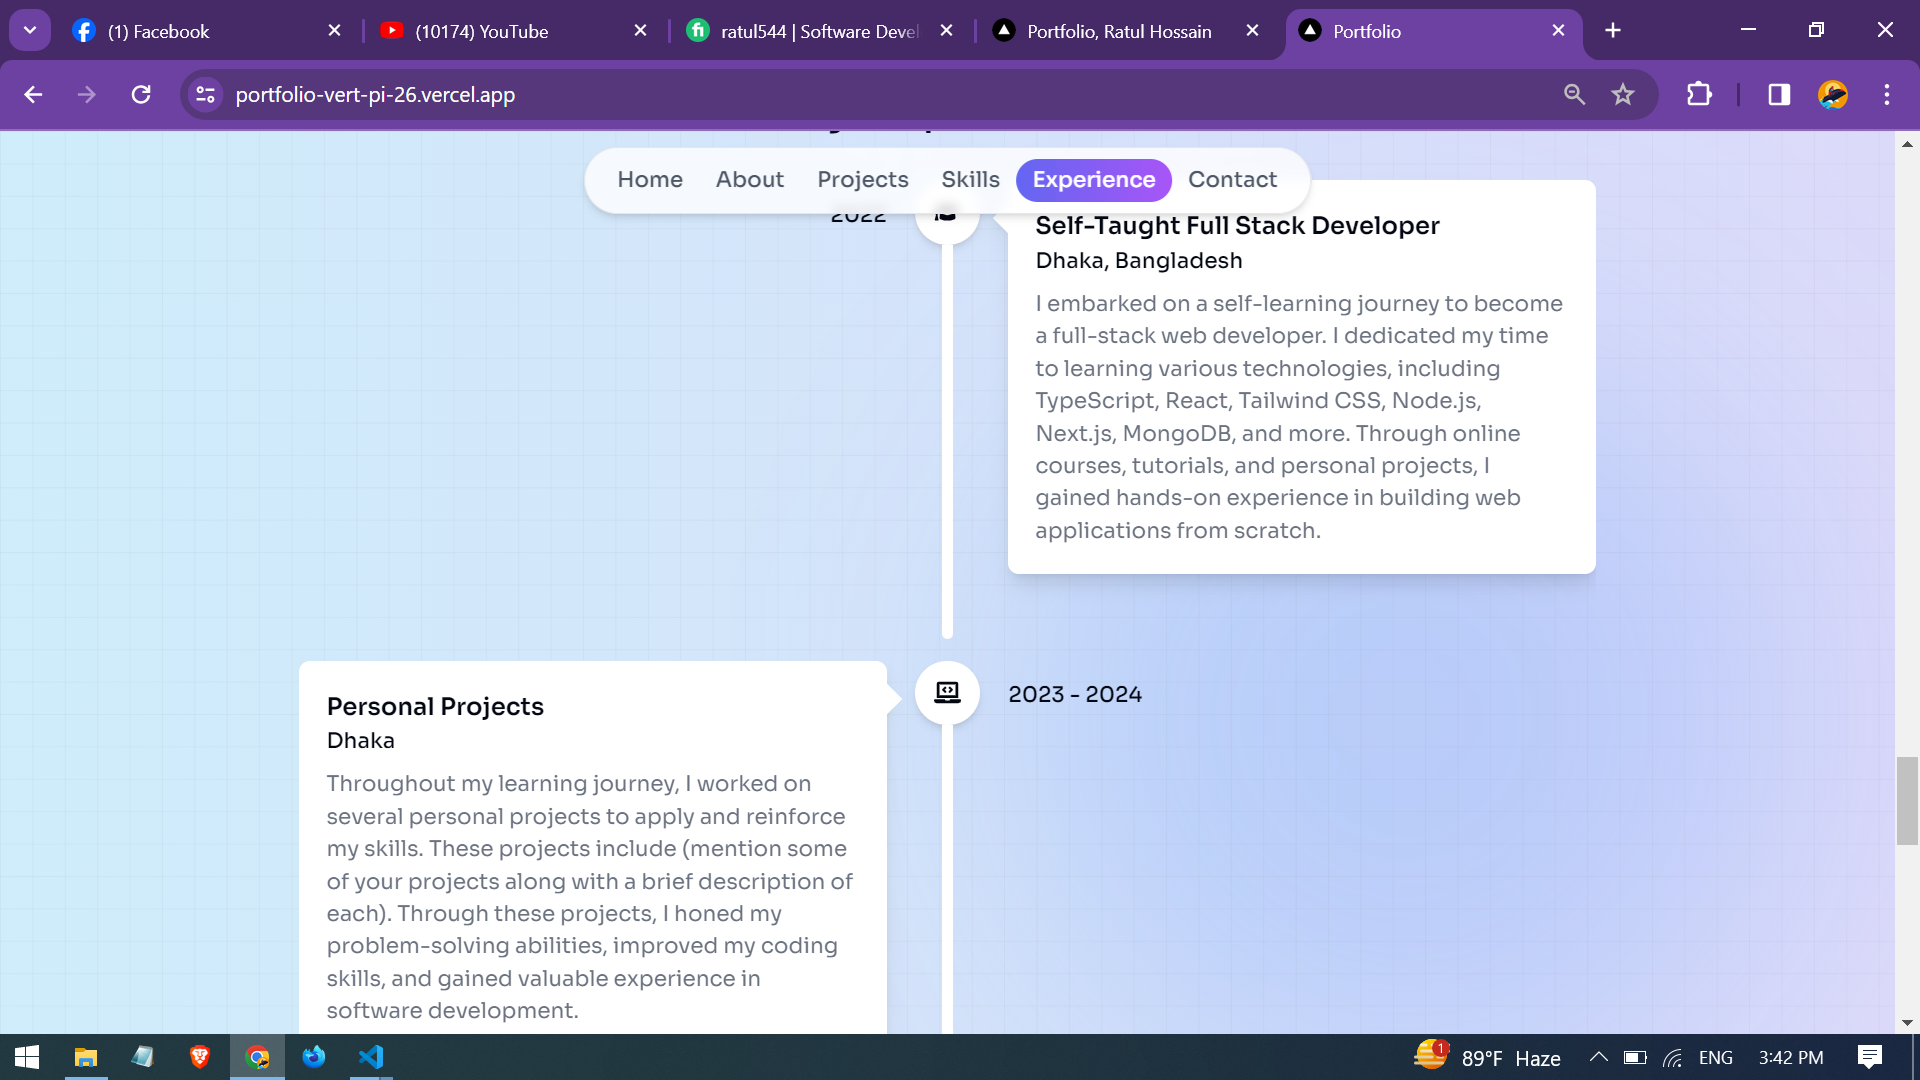 (1) Facebook
(10174) YouTube
ratul544 | Software Devel
Portfolio, Ratul Hossain
Portfolio
portfolio-vert-pi-26.vercel.app
Home About Projects Skills Experience Contact
2022
Self-Taught Full Stack Developer
Dhaka, Bangladesh
I embarked on a self-learning journey to become
a full-stack web developer. I dedicated my time
to learning various technologies, including
TypeScript, React, Tailwind CSS, Node.js,
Next.js, MongoDB, and more. Through online
courses, tutorials, and personal projects, I
gained hands-on experience in building web
applications from scratch.
2023 - 2024
Personal Projects
Dhaka
Throughout my learning journey, I worked on
several personal projects to apply and reinforce
my skills. These projects include (mention some
of your projects along with a brief description of
each). Through these projects, I honed my
problem-solving abilities, improved my coding
skills, and gained valuable experience in
software development.
1
89°F Haze
ENG
3:42 PM